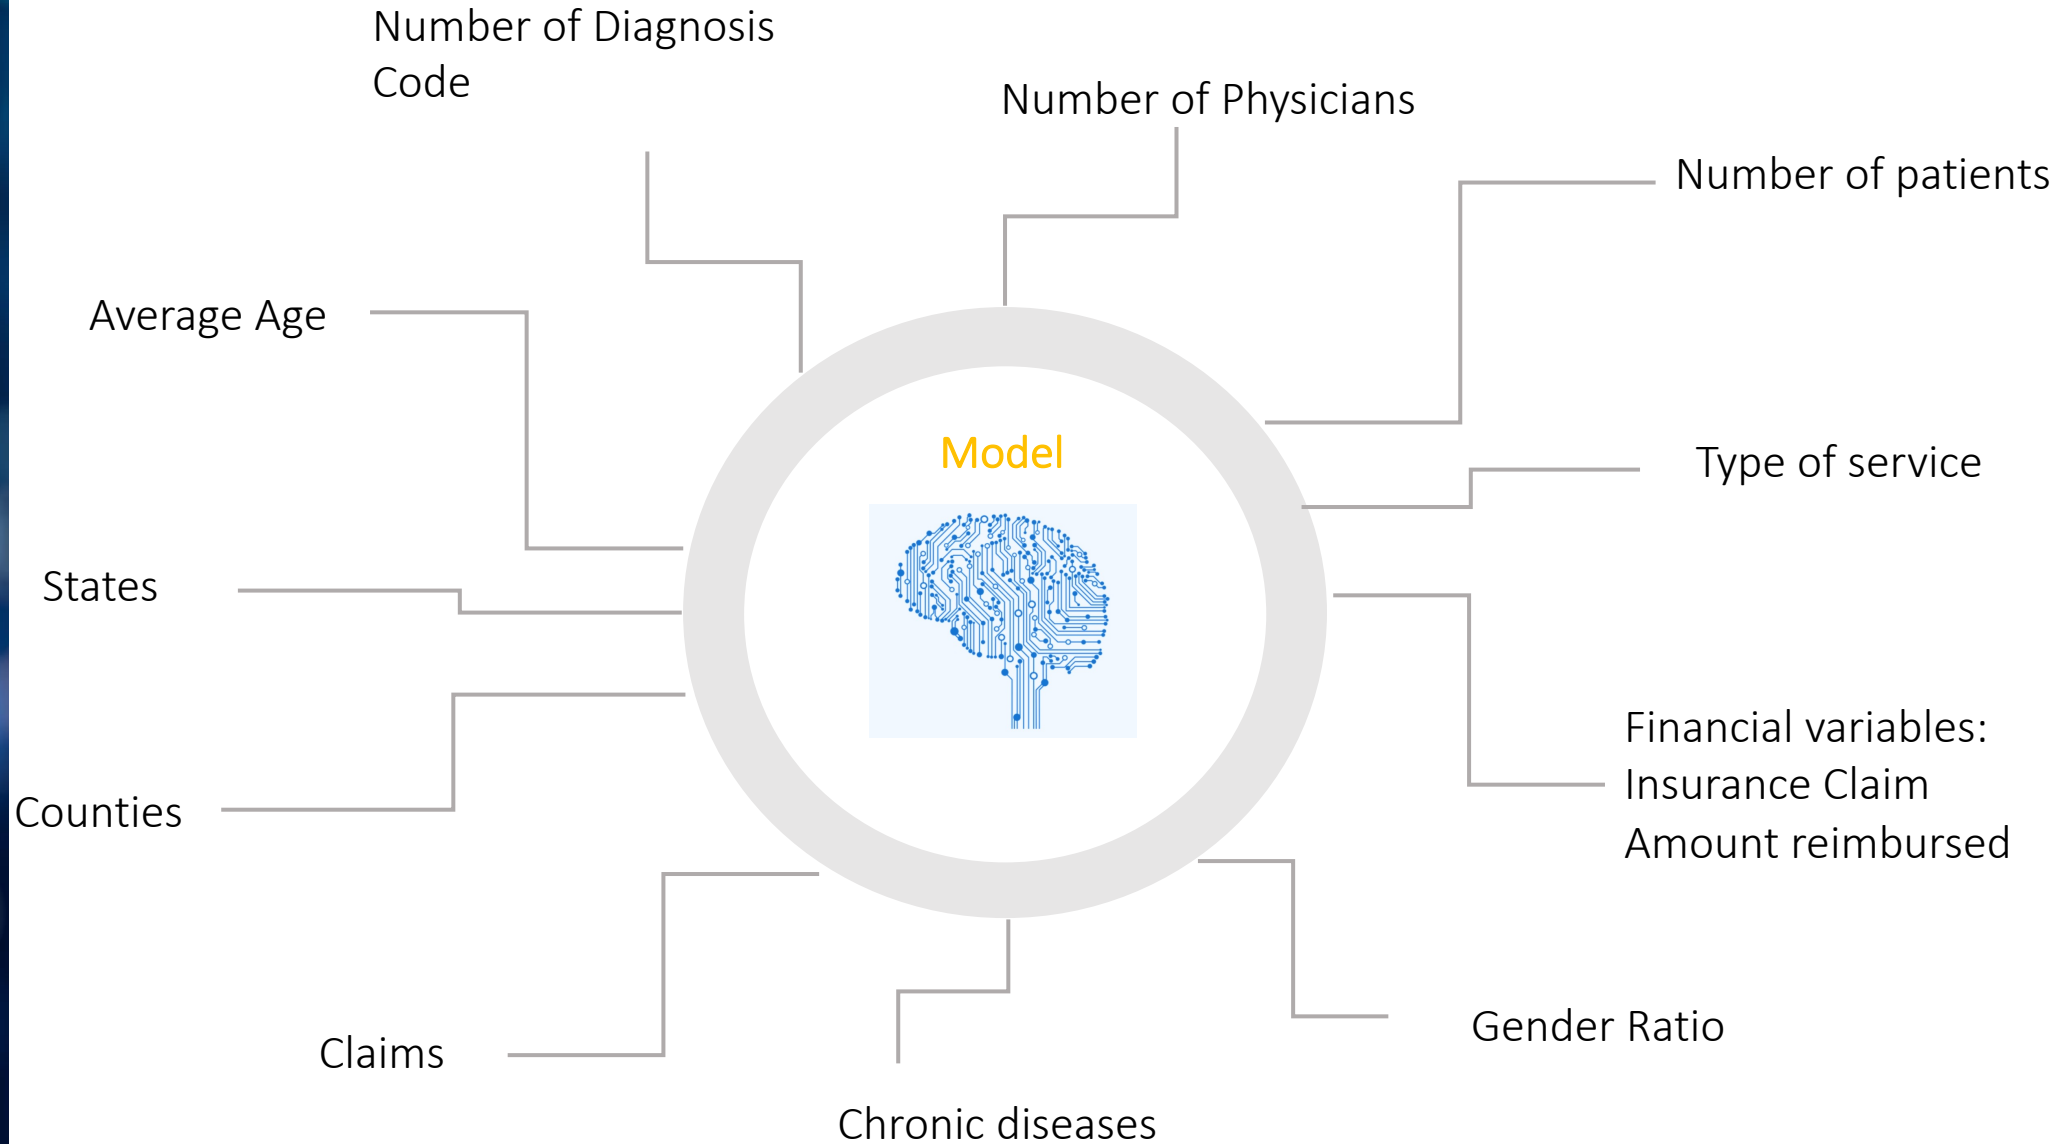 Number of Diagnosis
Code
Number of Physicians
Number of patients
Average Age
Model
Type of service
States
Financial variables:
Insurance Claim
Amount reimbursed
Counties
Gender Ratio
Claims
Chronic diseases